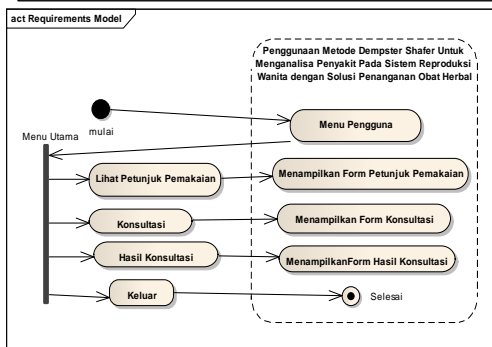 act Requirements Model
Penggunaan Metode Dempster Shafer Untuk
Menganalisa Penyakit Pada Sistem Reproduksi
Wanita dengan Solusi Penanganan Obat Herbal
mulai
Menu Pengguna
Menu Utama
Lihat Petunjuk Pemakaian
Menampilkan Form Petunjuk Pemakaian
Konsultasi
Menampilkan Form Konsultasi
Hasil Konsultasi
MenampilkanForm Hasil Konsultasi
Keluar
Selesai